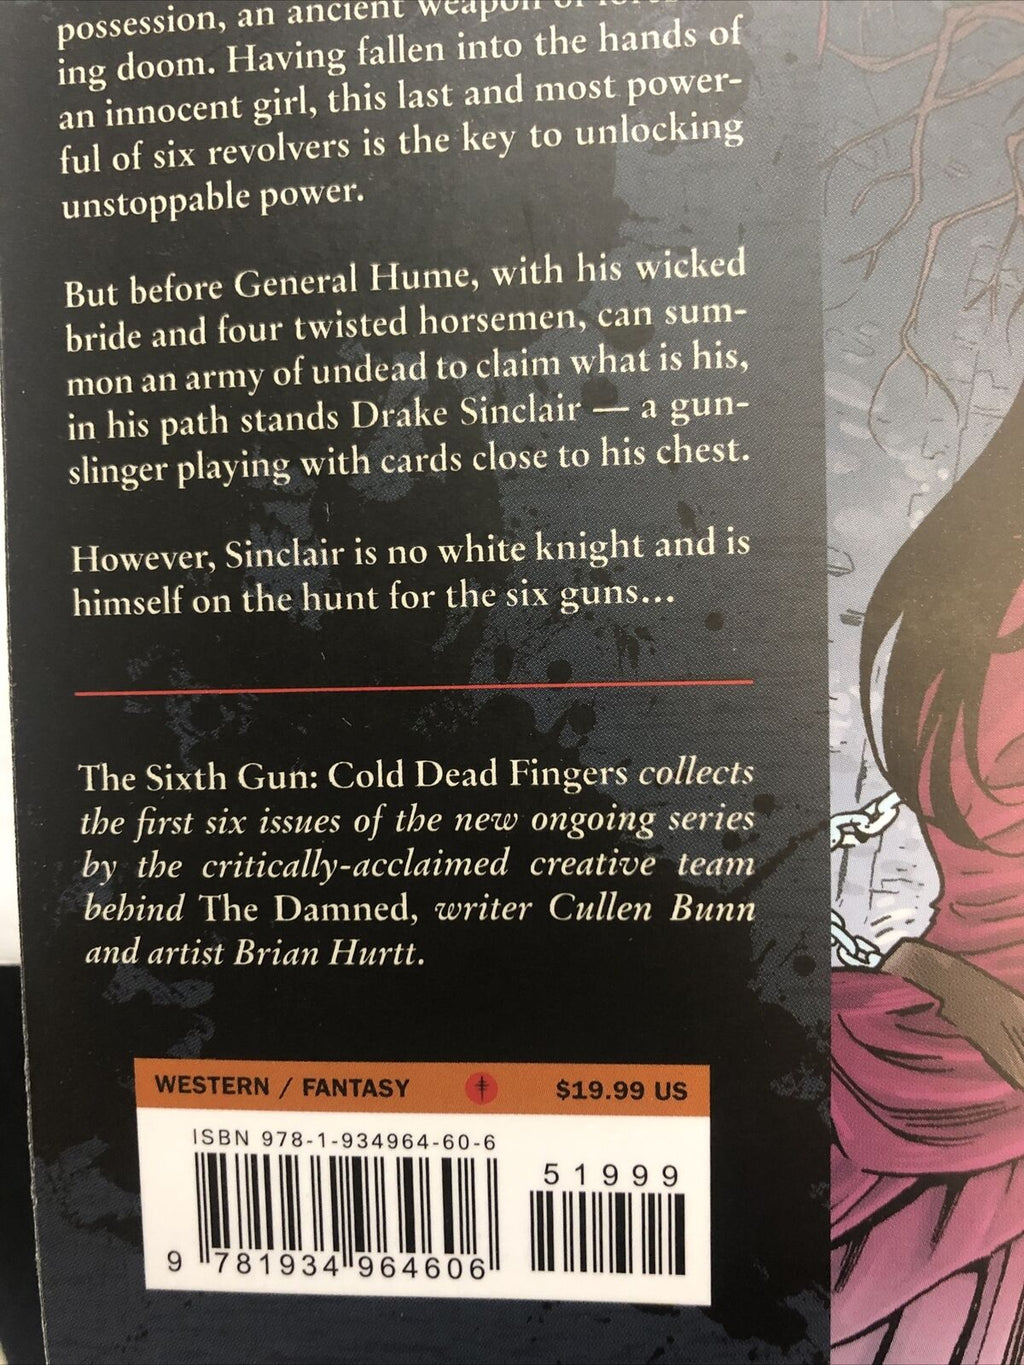 possession, an ancient weapon of
ing doom. Having fallen into the hands of
an innocent girl, this last and most power-
ful of six revolvers is the key to unlocking
unstoppable power.
But before General Hume, with his wicked
bride and four twisted horsemen, can sum-
mon an army of undead to claim what is his,
in his path stands Drake Sinclair — a gun-
slinger playing with cards close to his chest.
However, Sinclair is no white knight and is
himself on the hunt for the six guns...
The Sixth Gun: Cold Dead Fingers collects
the first six issues of the new ongoing series
by the critically-acclaimed creative team
behind The Damned, writer Cullen Bunn
and artist Brian Hurtt.
WESTERN / FANTASY $19.99 US
ISBN 978-1-934964-60-6
51999
9 781934 964606